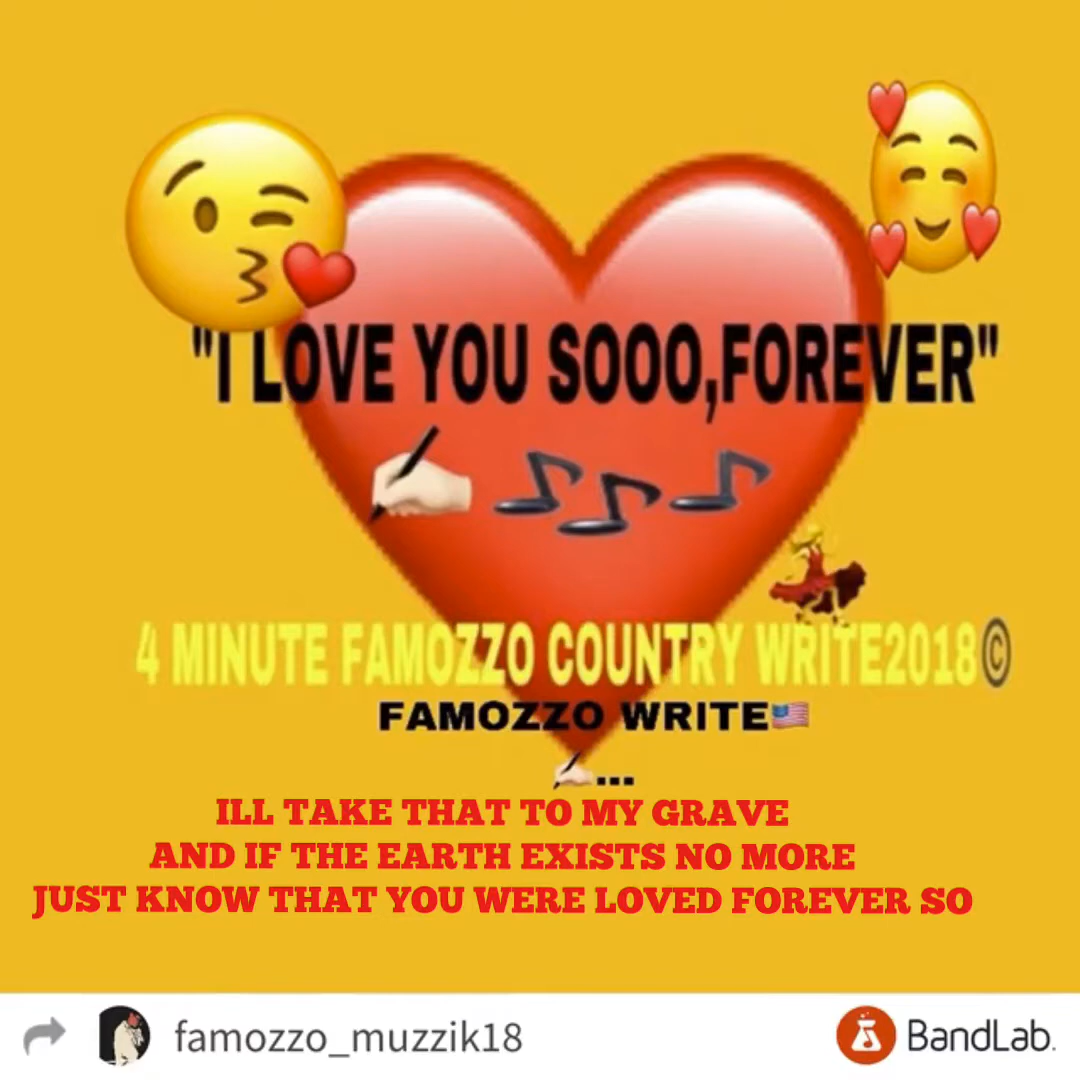 "I LOVE YOU SOOO,FOREVER"
4 MINUTE FAMOZZO COUNTRY WRITE2018©
FAMOZZO WRITE🇺🇸
✍🏻...
ILL TAKE THAT TO MY GRAVE
AND IF THE EARTH EXISTS NO MORE
JUST KNOW THAT YOU WERE LOVED FOREVER SO
famozzo_muzzik18
BandLab.